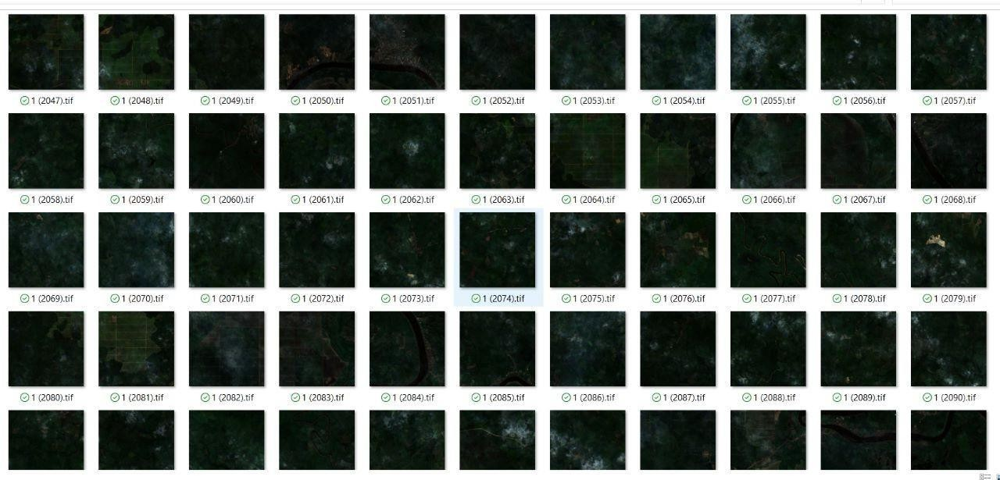 1 (2047).tif 1 (2048).tif 1 (2049).tif 1 (2050).tif 1 (2051).tif 1 (2052).tif 1 (2053).tif 1 (2054).tif 1 (2055).tif 1 (2056).tif 1 (2057).tif
1 (2058).tif 1 (2059).tif 1 (2060).tif 1 (2061).tif 1 (2062).tif 1 (2063).tif 1 (2064).tif 1 (2065).tif 1 (2066).tif 1 (2067).tif 1 (2068).tif
1 (2069).tif 1 (2070).tif 1 (2071).tif 1 (2072).tif 1 (2073).tif 1 (2074).tif 1 (2075).tif 1 (2076).tif 1 (2077).tif 1 (2078).tif 1 (2079).tif
1 (2080).tif 1 (2081).tif 1 (2082).tif 1 (2083).tif 1 (2084).tif 1 (2085).tif 1 (2086).tif 1 (2087).tif 1 (2088).tif 1 (2089).tif 1 (2090).tif